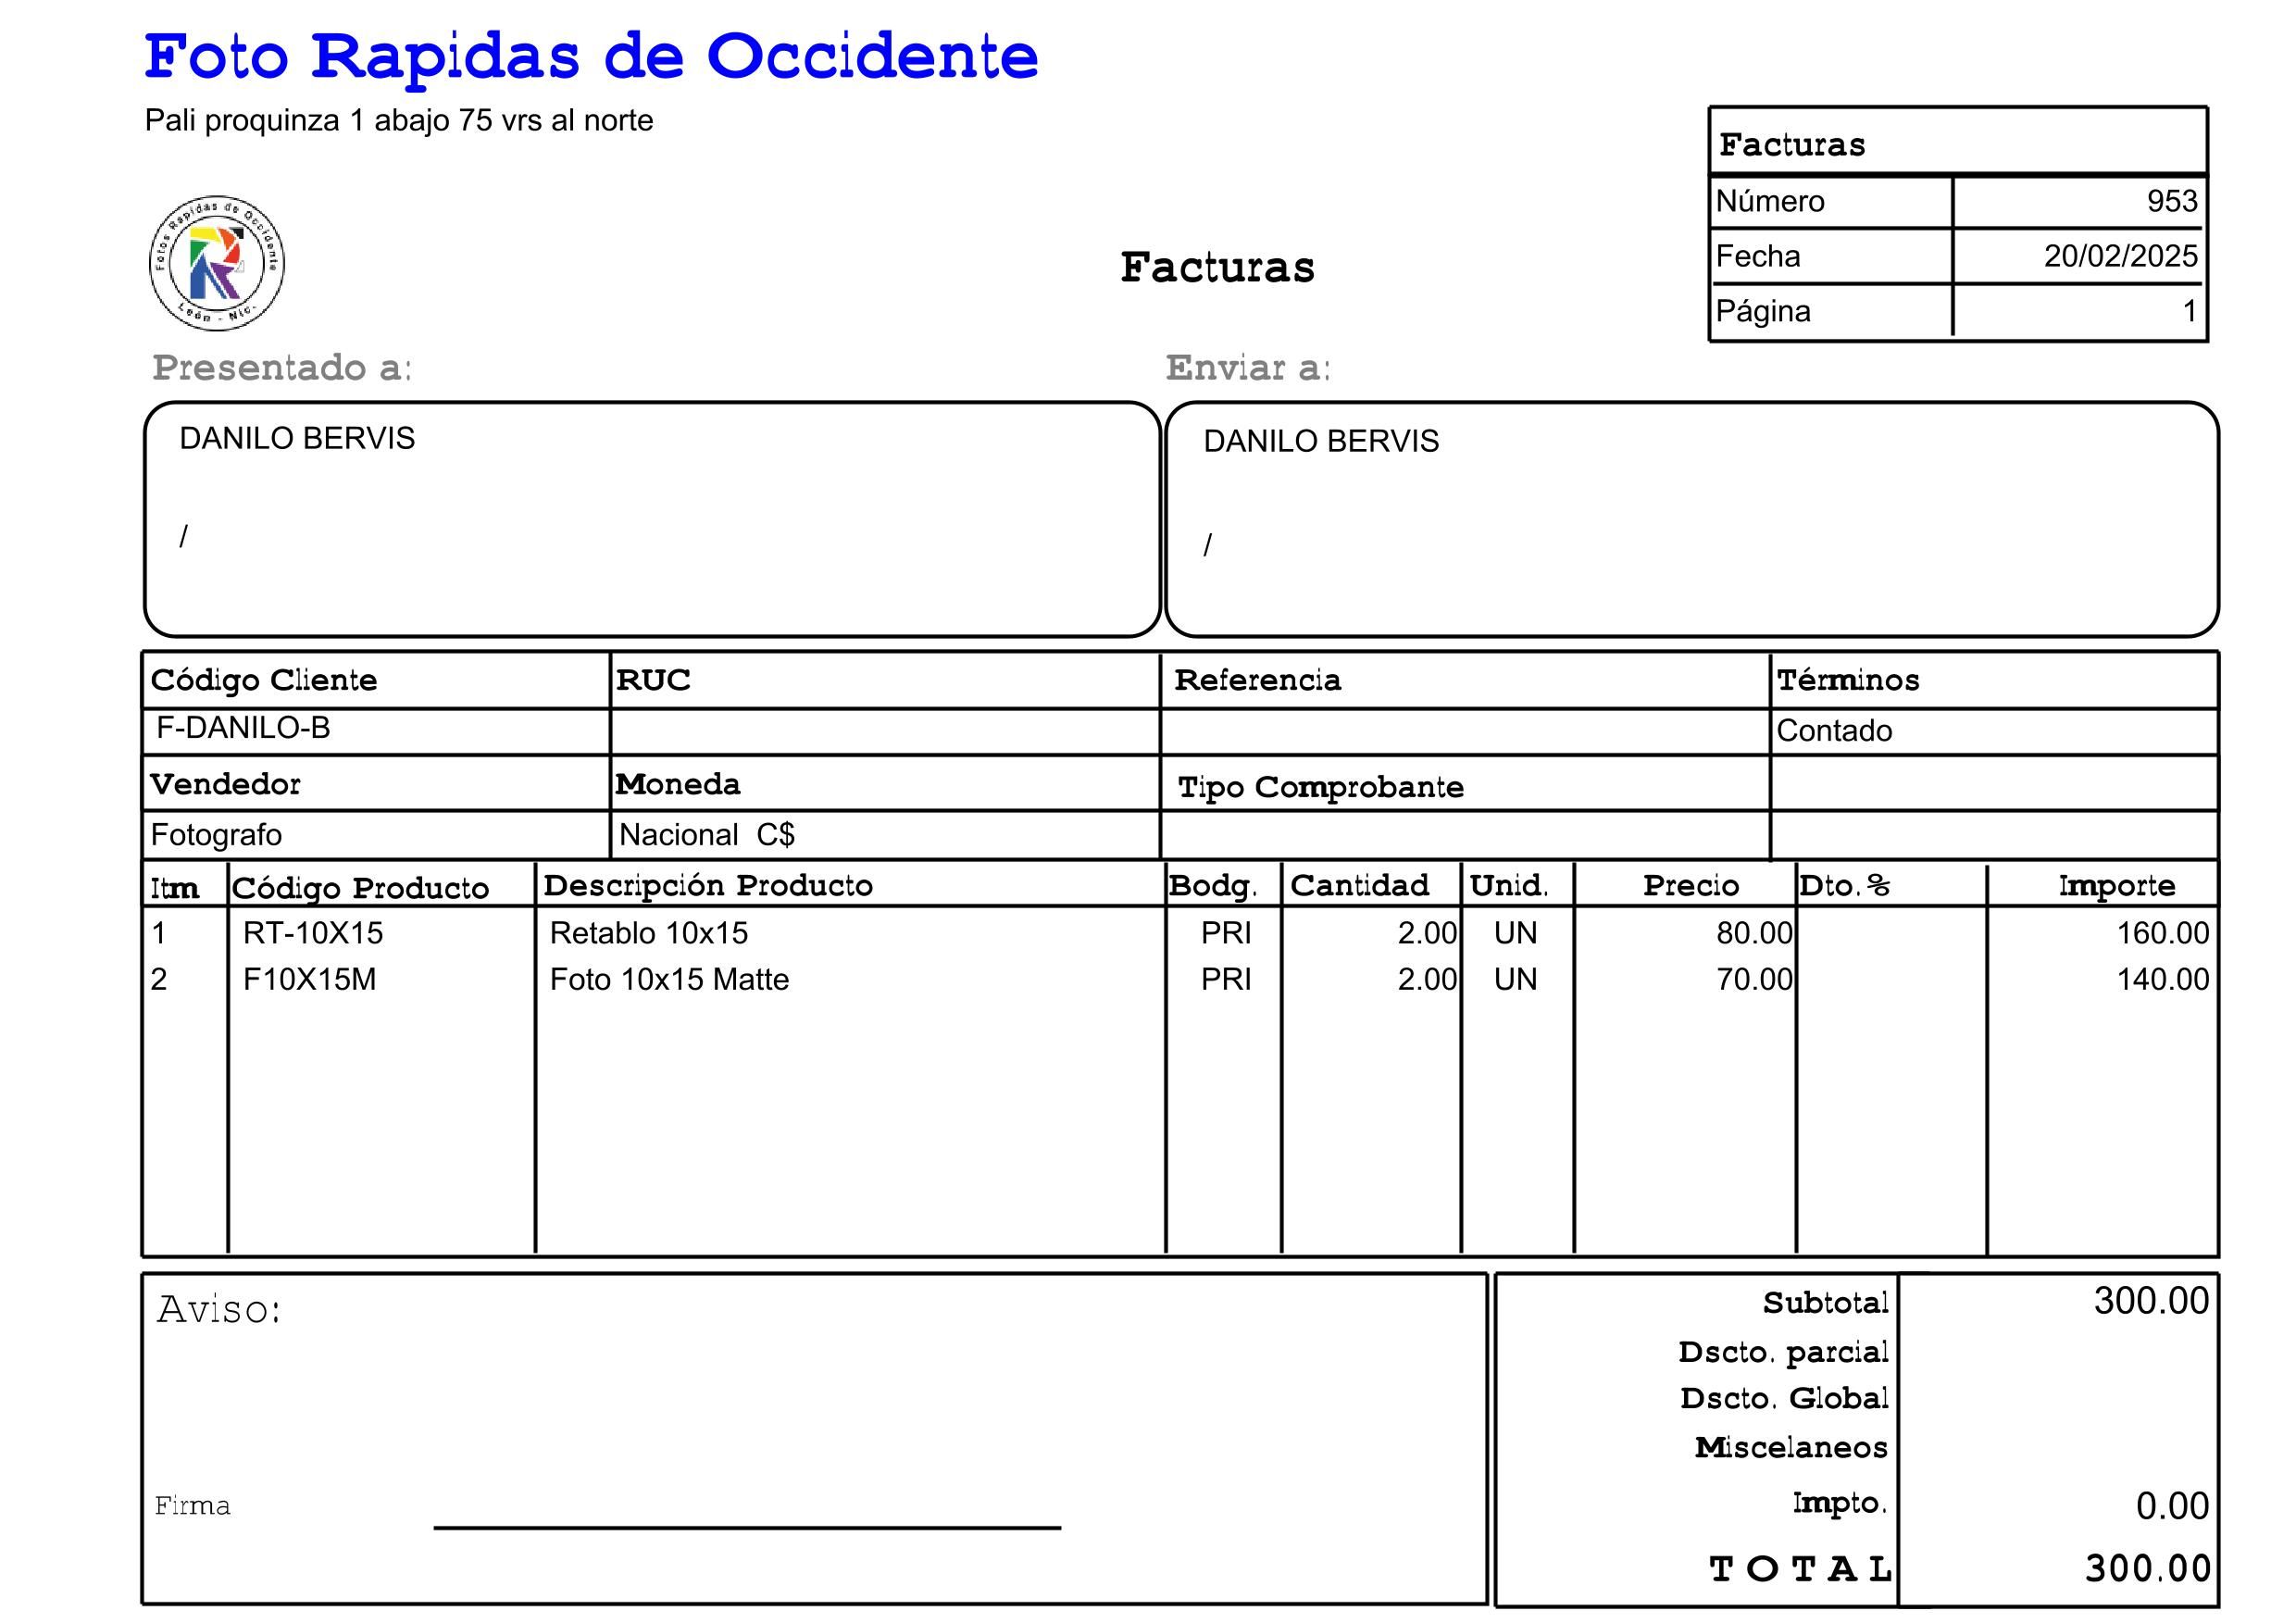 Foto Rapidas de Occidente
Pali proquinza 1 abajo 75 vrs al norte
Facturas
Número 953
Fecha 20/02/2025
Página 1
Fotos Rapidas de Occidente
León - Nic.
Facturas
Presentado a: Enviar a:
DANILO BERVIS DANILO BERVIS
/ /
Código Cliente RUC Referencia Términos
F-DANILO-B Contado
Vendedor Moneda Tipo Comprobante
Fotografo Nacional C$
Itm Código Producto Descripción Producto Bodg. Cantidad Unid. Precio Dto.% Importe
1 RT-10X15 Retablo 10x15 PRI 2.00 UN 80.00 160.00
2 F10X15M Foto 10x15 Matte PRI 2.00 UN 70.00 140.00
Aviso:
Subtotal 300.00
Dscto. parcial
Dscto. Global
Miscelaneos
Firma
Impto. 0.00
TOTAL 300.00